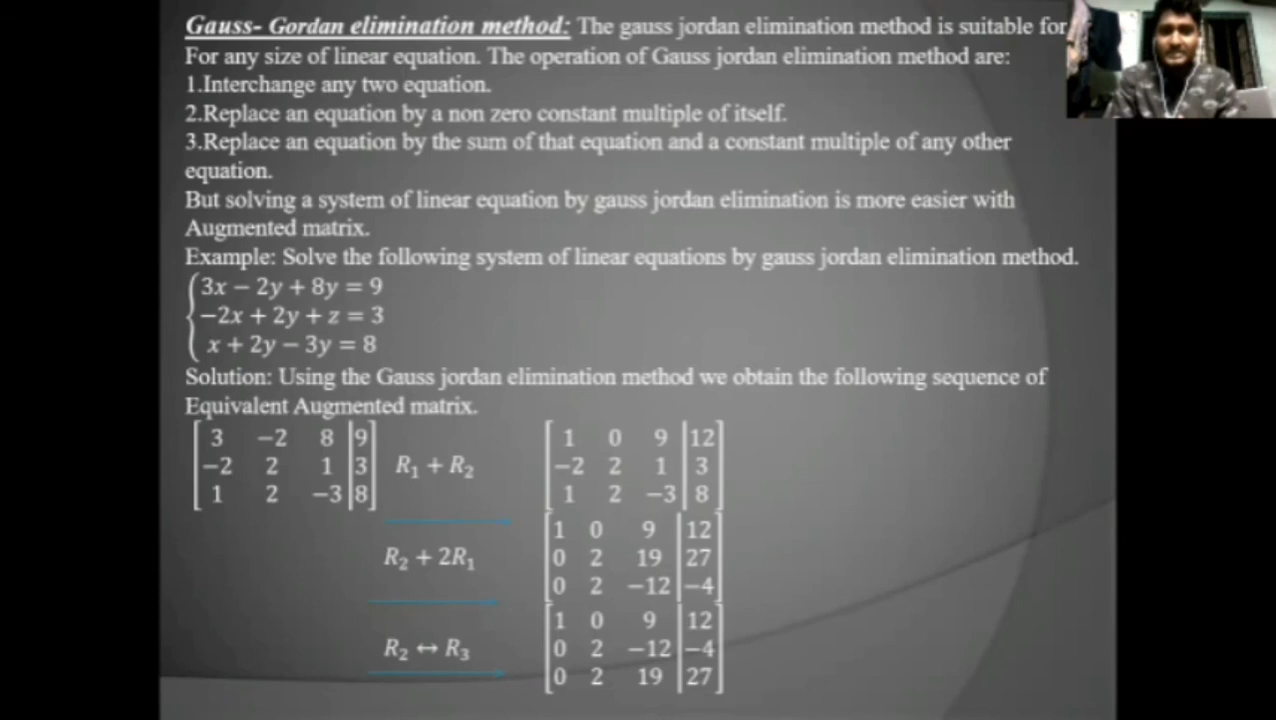 Gauss- Gordan elimination method: The gauss jordan elimination method is suitable for
For any size of linear equation. The operation of Gauss jordan elimination method are:
1.Interchange any two equation.
2.Replace an equation by a non zero constant multiple of itself.
3.Replace an equation by the sum of that equation and a constant multiple of any other
equation.
But solving a system of linear equation by gauss jordan elimination is more easier with
Augmented matrix.
Example: Solve the following system of linear equations by gauss jordan elimination method.
3x − 2y + 8y = 9
−2x + 2y + z = 3
x + 2y − 3y = 8
Solution: Using the Gauss jordan elimination method we obtain the following sequence of
Equivalent Augmented matrix.
3 −2 8 | 9 1 0 9 | 12
−2 2 1 | 3 R₁ + R₂ −2 2 1 | 3
1 2 −3 | 8 1 2 −3 | 8
1 0 9 | 12
R₂ + 2R₁ 0 2 19 | 27
0 2 −12 | −4
1 0 9 | 12
R₂ ↔ R₃ 0 2 −12 | −4
0 2 19 | 27